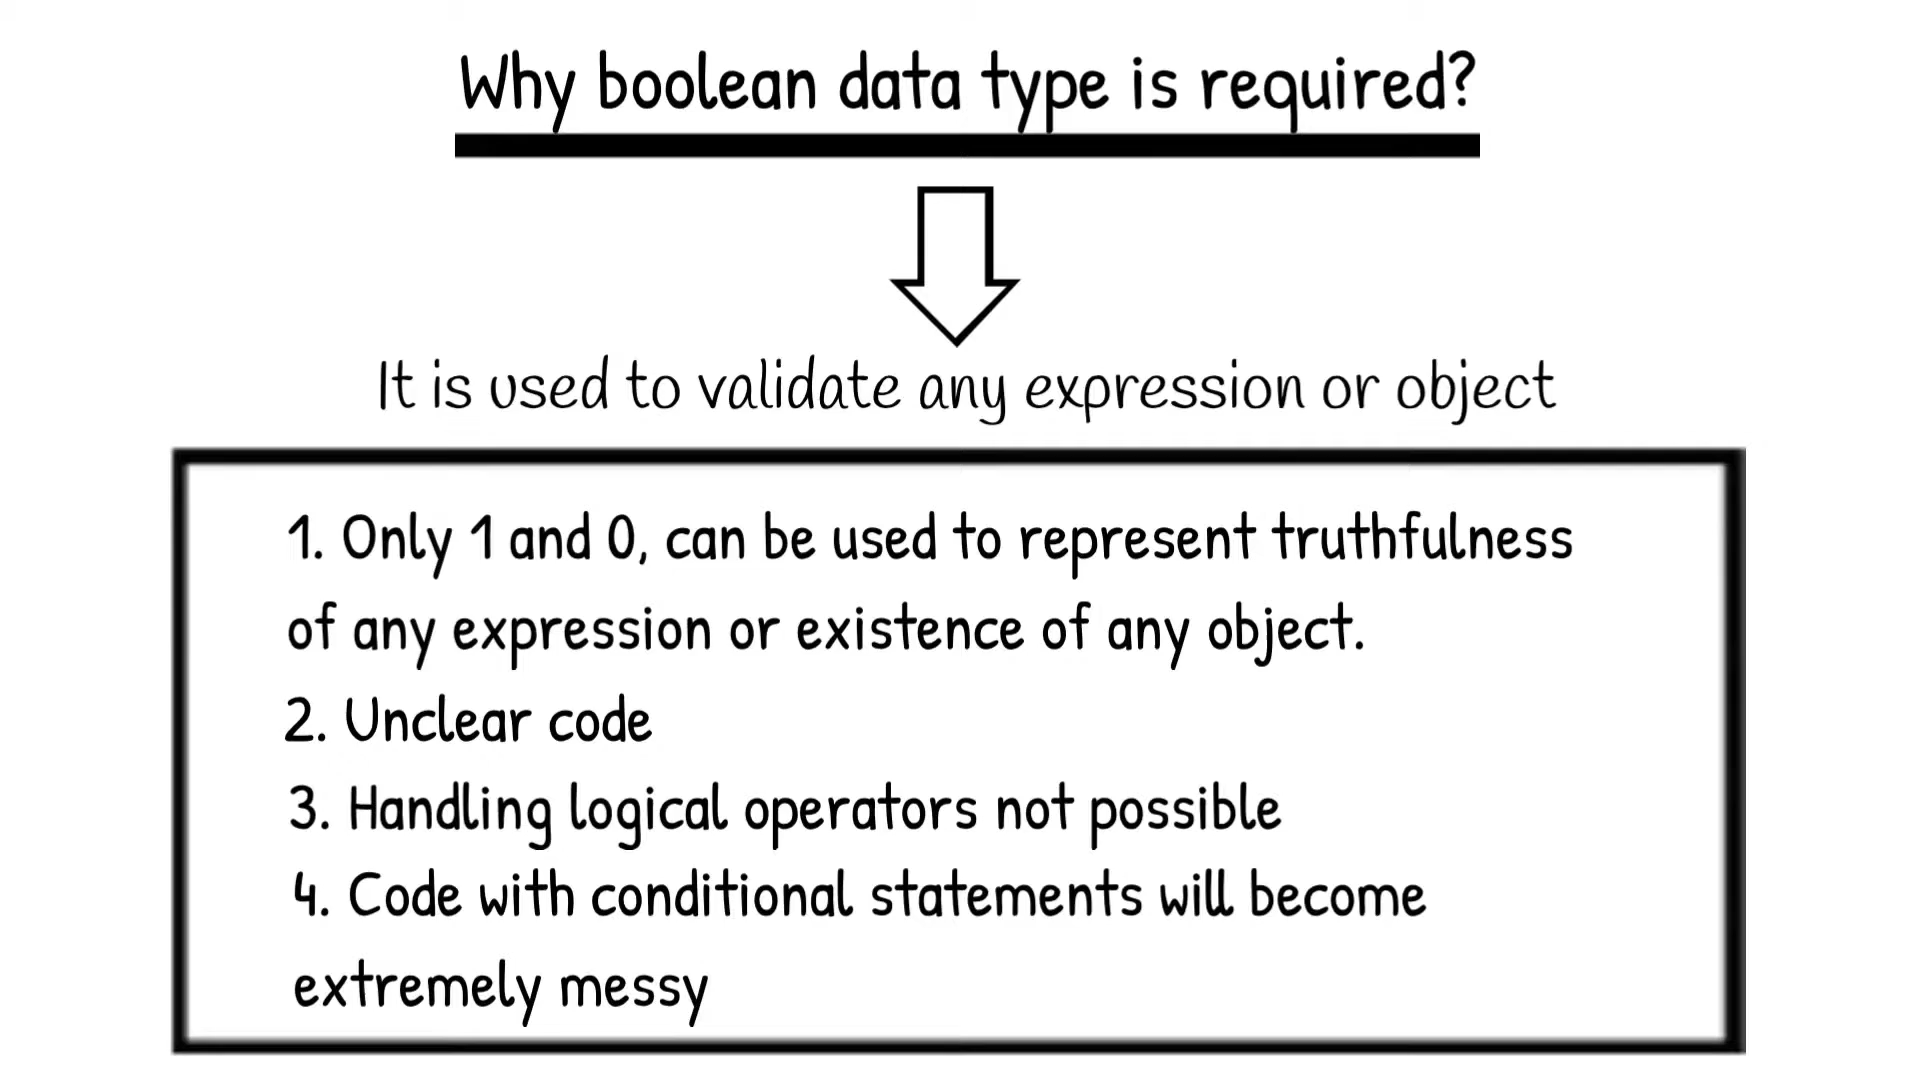 Why boolean data type is required?
It is used to validate any expression or object
1. Only 1 and 0, can be used to represent truthfulness
of any expression or existence of any object.
2. Unclear code
3. Handling logical operators not possible
4. Code with conditional statements will become
extremely messy